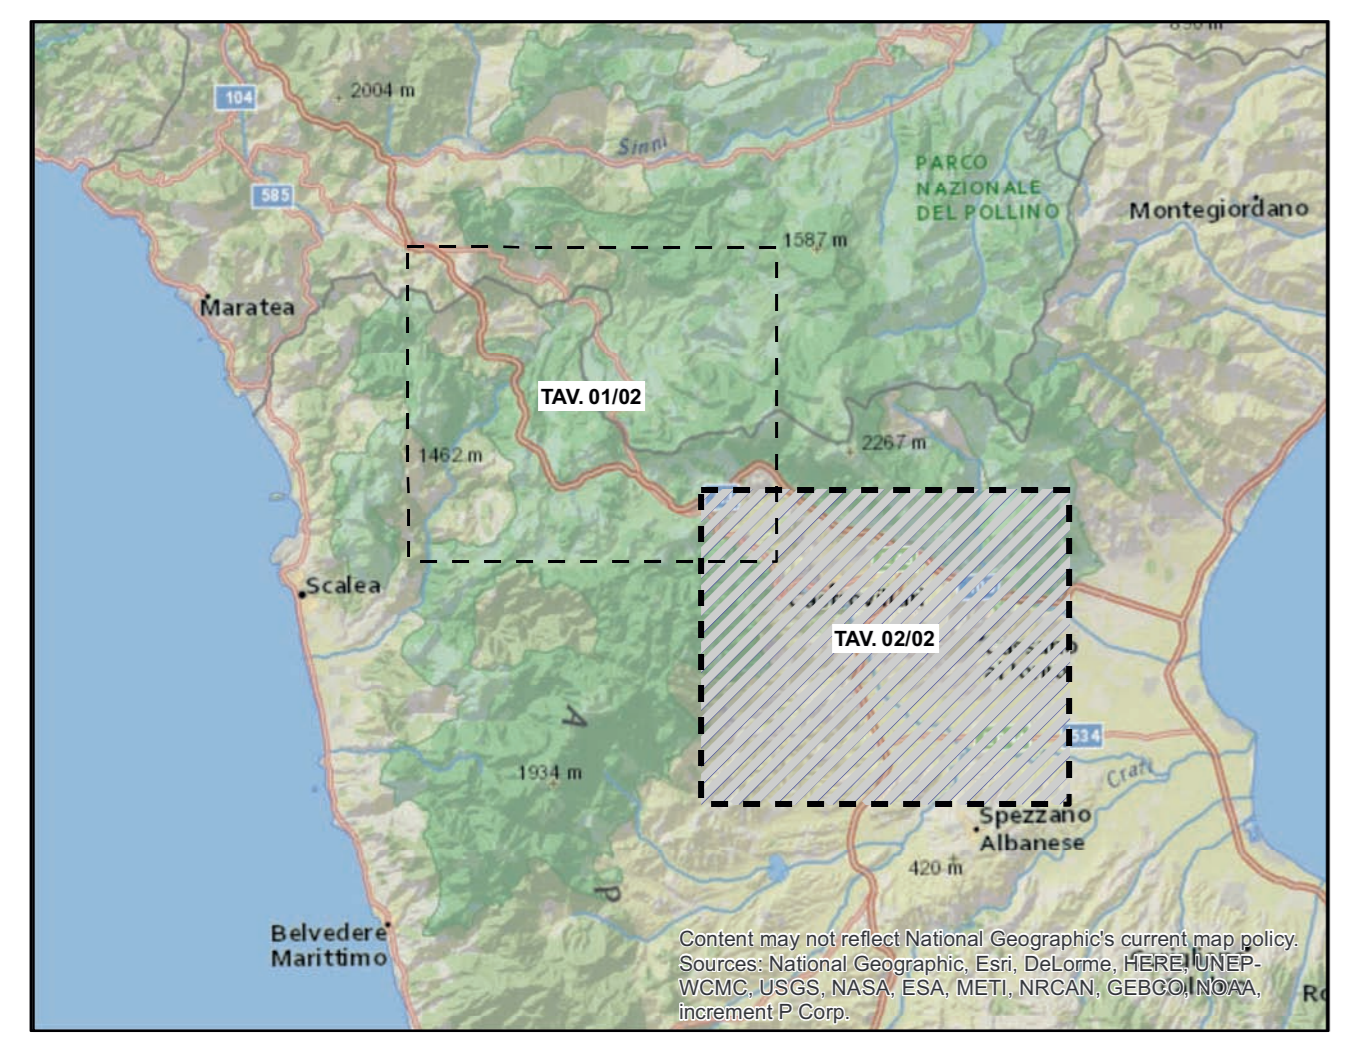 890 m
2004 m
104
Sinni
PARCO
NAZIONALE
DEL POLLINO
585
Montegiordano
1587 m
Maratea
TAV. 01/02
2267 m
1462 m
Scalea
TAV. 02/02
534
A
1934 m
Crati
Spezzano
Albanese
420 m
P
Belvedere
Marittimo
Content may not reflect National Geographic's current map policy.
Sources: National Geographic, Esri, DeLorme, HERE, UNEP-
WCMC, USGS, NASA, ESA, METI, NRCAN, GEBCO, NOAA,
increment P Corp.